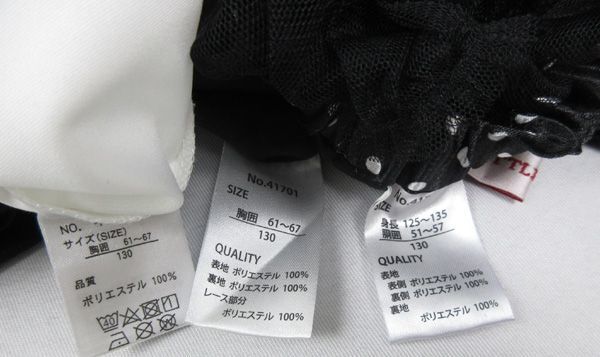 NO.
サイズ(SIZE)
胸囲 61〜67
130
品質
ポリエステル 100%
40
No.41701
SIZE
胸囲 61〜67
130
QUALITY
表地 ポリエステル 100%
裏地 ポリエステル 100%
レース部分
ポリエステル 100%
身長 125〜135
胴囲 51〜57
130
QUALITY
表地
表側 ポリエステル 100%
裏側 ポリエステル 100%
裏地
ポリエステル 100%